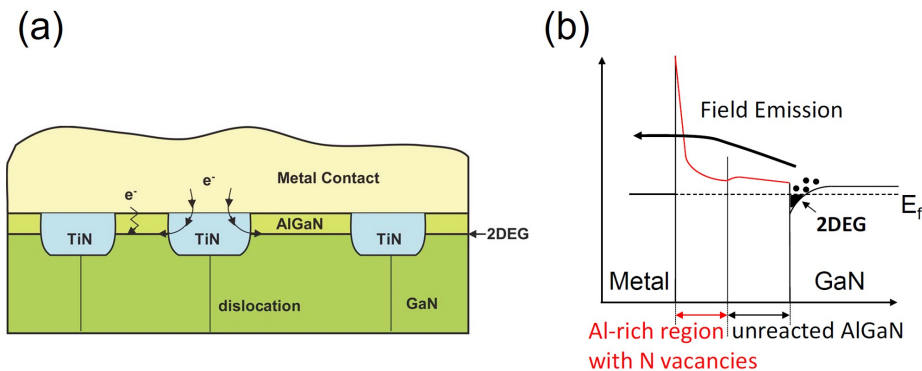 (a)
Metal Contact
e-
e-
AlGaN
TiN
TiN
TiN
2DEG
dislocation
GaN
(b)
Field Emission
Ef
2DEG
Metal
GaN
Al-rich region
with N vacancies
unreacted AlGaN